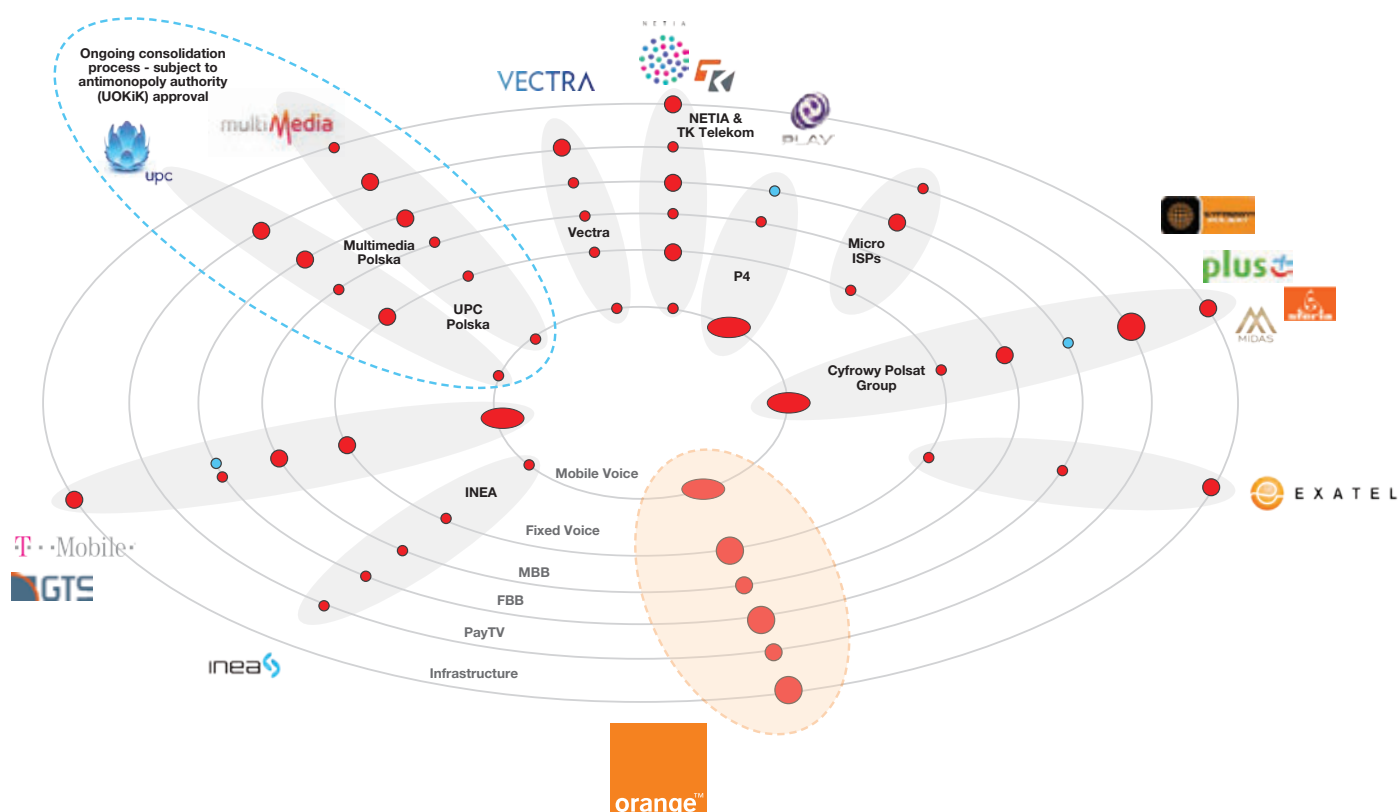 Ongoing consolidation
process - subject to
antimonopoly authority
(UOKiK) approval
upc
multiMedia
VECTRA
NETIA
TK
PLAY
NETIA &
TK Telekom
Multimedia
Polska
UPC
Polska
Vectra
P4
Micro
ISPs
plus
MIDAS
Cyfrowy Polsat
Group
EXATEL
INEA
Mobile Voice
Fixed Voice
MBB
FBB
PayTV
Infrastructure
T··Mobile·
GTS
inea
orange™